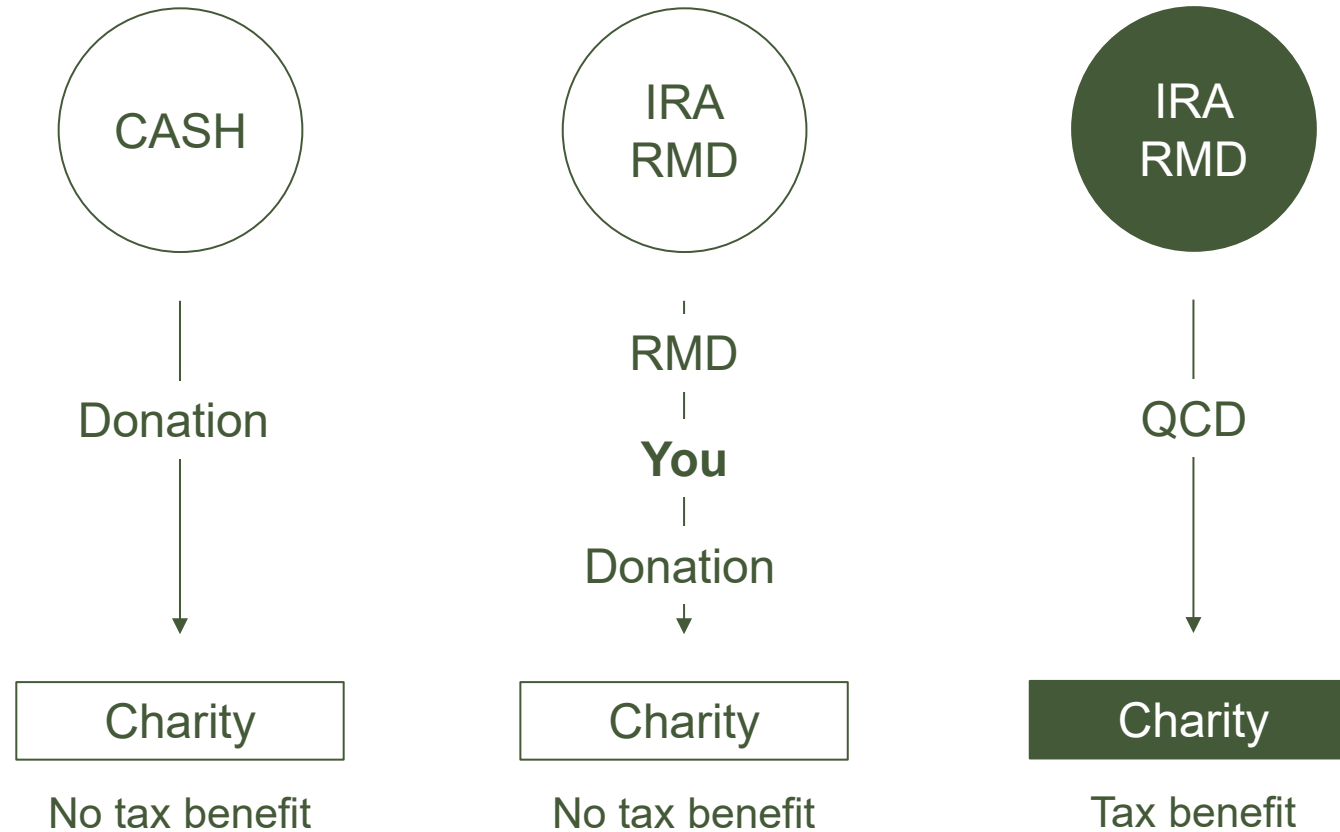 CASH
Donation
Charity
No tax benefit
IRA
RMD
RMD
You
Donation
Charity
No tax benefit
IRA
RMD
QCD
Charity
Tax benefit